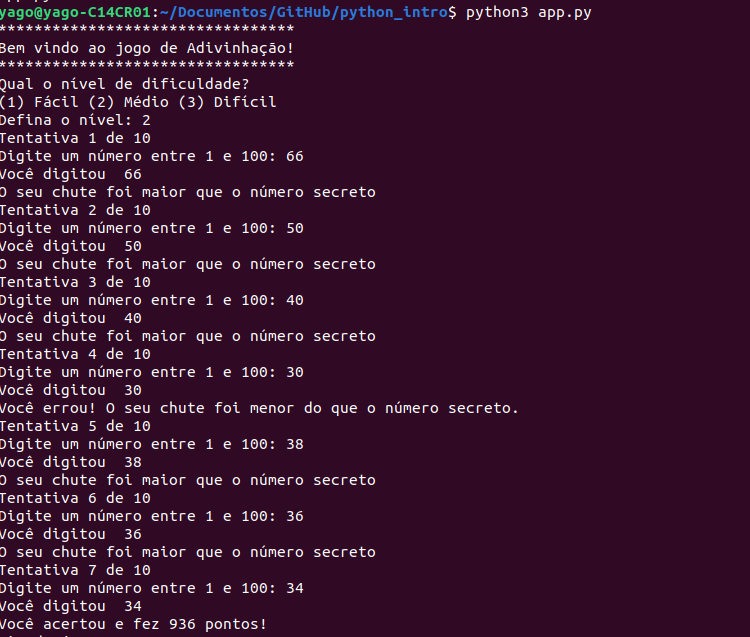 yago@yago-C14CR01:~/Documentos/GitHub/python_intro$ python3 app.py
*********************************
Bem vindo ao jogo de Adivinhação!
*********************************
Qual o nível de dificuldade?
(1) Fácil (2) Médio (3) Difícil
Defina o nível: 2
Tentativa 1 de 10
Digite um número entre 1 e 100: 66
Você digitou  66
O seu chute foi maior que o número secreto
Tentativa 2 de 10
Digite um número entre 1 e 100: 50
Você digitou  50
O seu chute foi maior que o número secreto
Tentativa 3 de 10
Digite um número entre 1 e 100: 40
Você digitou  40
O seu chute foi maior que o número secreto
Tentativa 4 de 10
Digite um número entre 1 e 100: 30
Você digitou  30
Você errou! O seu chute foi menor do que o número secreto.
Tentativa 5 de 10
Digite um número entre 1 e 100: 38
Você digitou  38
O seu chute foi maior que o número secreto
Tentativa 6 de 10
Digite um número entre 1 e 100: 36
Você digitou  36
O seu chute foi maior que o número secreto
Tentativa 7 de 10
Digite um número entre 1 e 100: 34
Você digitou  34
Você acertou e fez 936 pontos!